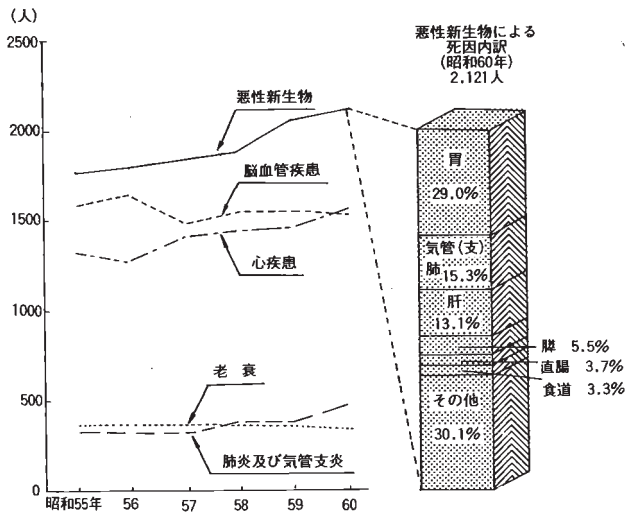 (人)
2500
2000
1500
1000
500
0
悪性新生物
脳血管疾患
心疾患
老衰
肺炎及び気管支炎
昭和55年 56 57 58 59 60
悪性新生物による
死因内訳
(昭和60年)
2,121人
胃
29.0%
気管(支)
肺15.3%
肝
13.1%
膵 5.5%
直腸 3.7%
食道 3.3%
その他
30.1%